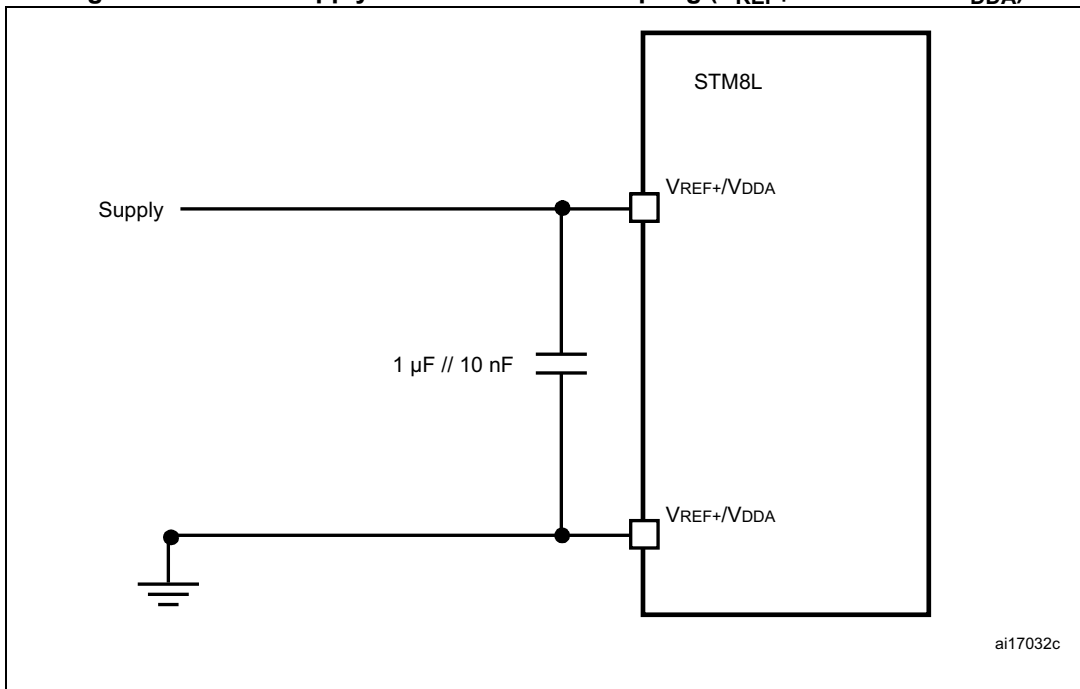 STM8L
VREF+/VDDA
Supply
1 µF // 10 nF
VREF+/VDDA
ai17032c